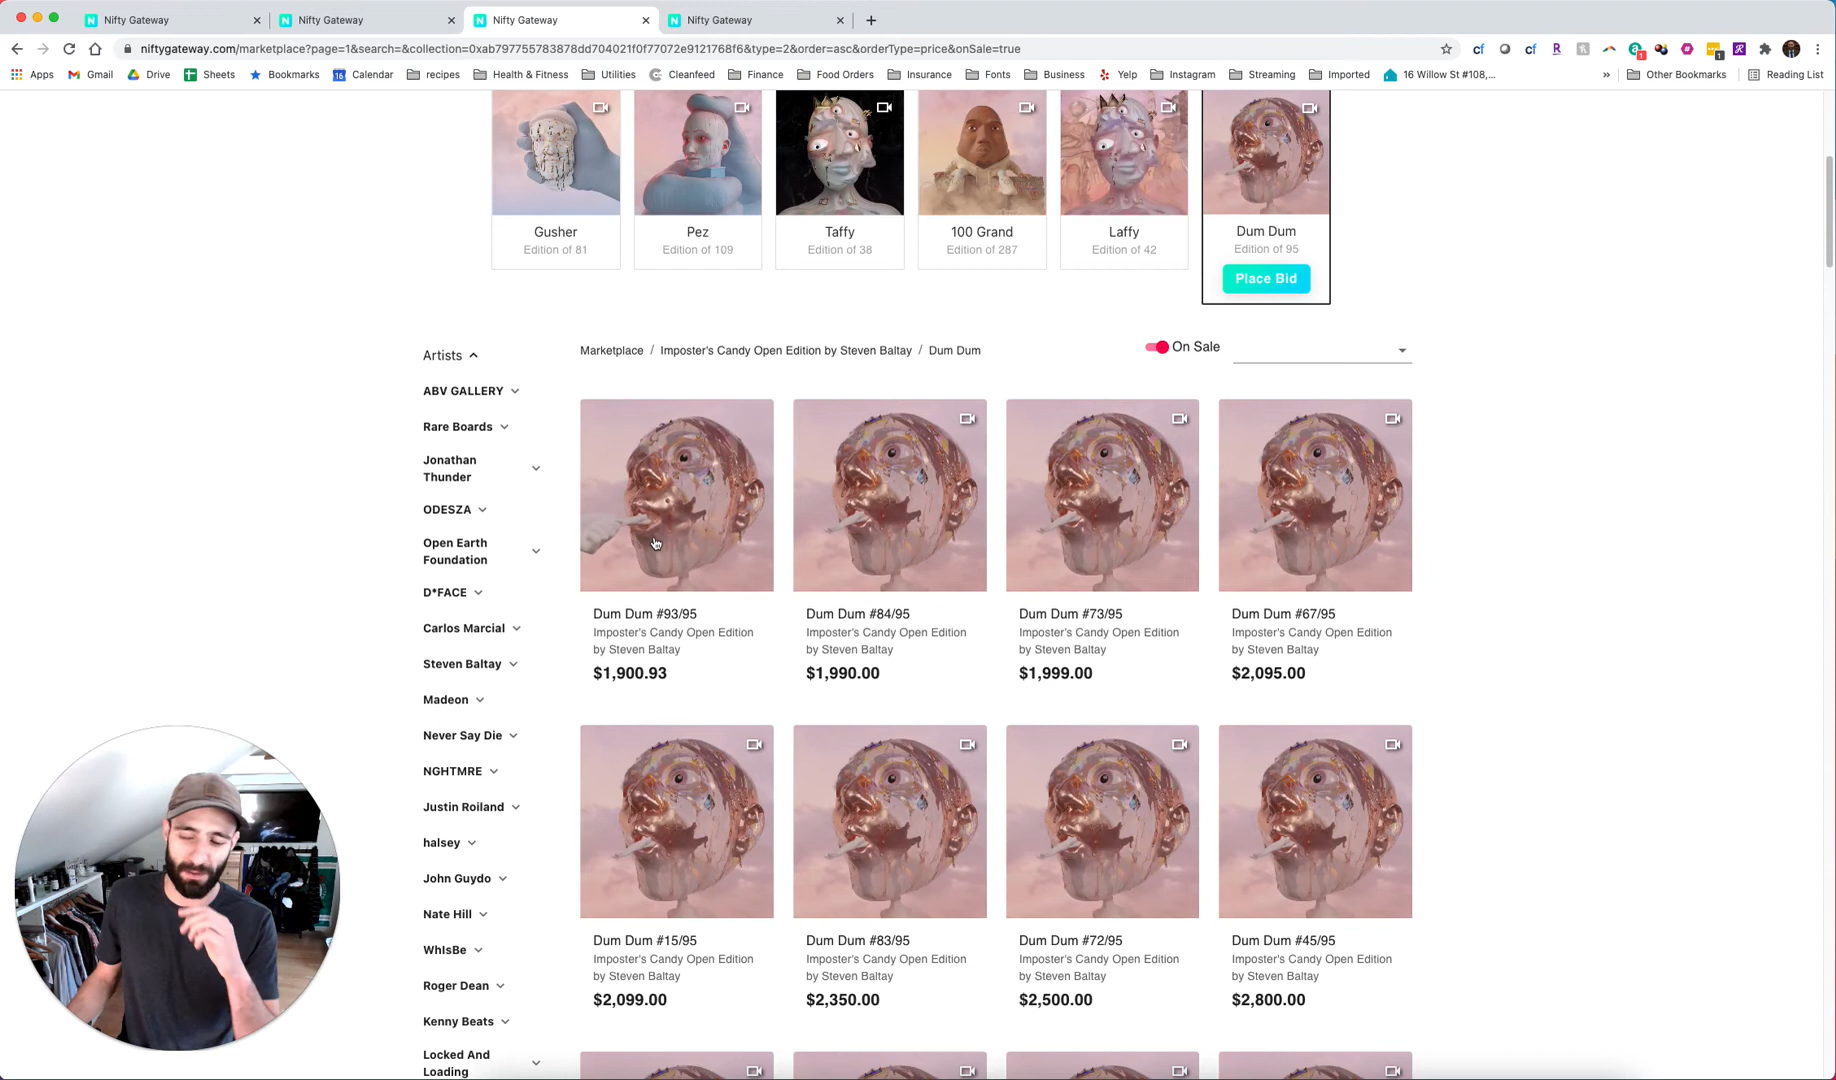 Nifty Gateway
Nifty Gateway
Nifty Gateway
Nifty Gateway
niftygateway.com/marketplace?page=1&search=&collection=0xab797755783878dd704021f0f77072e9121768f6&type=2&order=asc&orderType=price&onSale=true
Apps
Gmail
Drive
Sheets
Bookmarks
16 Calendar
recipes
Health & Fitness
Utilities
Cleanfeed
Finance
Food Orders
Insurance
Fonts
Business
Yelp
Instagram
Streaming
Imported
16 Willow St #108,...
Other Bookmarks
Reading List
Gusher
Edition of 81
Pez
Edition of 109
Taffy
Edition of 38
100 Grand
Edition of 287
Laffy
Edition of 42
Dum Dum
Edition of 95
Place Bid
Artists
ABV GALLERY
Rare Boards
Jonathan
Thunder
ODESZA
Open Earth
Foundation
D*FACE
Carlos Marcial
Steven Baltay
Madeon
Never Say Die
NGHTMRE
Justin Roiland
halsey
John Guydo
Nate Hill
WhIsBe
Roger Dean
Kenny Beats
Locked And
Loading
Marketplace / Imposter's Candy Open Edition by Steven Baltay / Dum Dum
On Sale
Dum Dum #93/95
Imposter's Candy Open Edition
by Steven Baltay
$1,900.93
Dum Dum #84/95
Imposter's Candy Open Edition
by Steven Baltay
$1,990.00
Dum Dum #73/95
Imposter's Candy Open Edition
by Steven Baltay
$1,999.00
Dum Dum #67/95
Imposter's Candy Open Edition
by Steven Baltay
$2,095.00
Dum Dum #15/95
Imposter's Candy Open Edition
by Steven Baltay
$2,099.00
Dum Dum #83/95
Imposter's Candy Open Edition
by Steven Baltay
$2,350.00
Dum Dum #72/95
Imposter's Candy Open Edition
by Steven Baltay
$2,500.00
Dum Dum #45/95
Imposter's Candy Open Edition
by Steven Baltay
$2,800.00